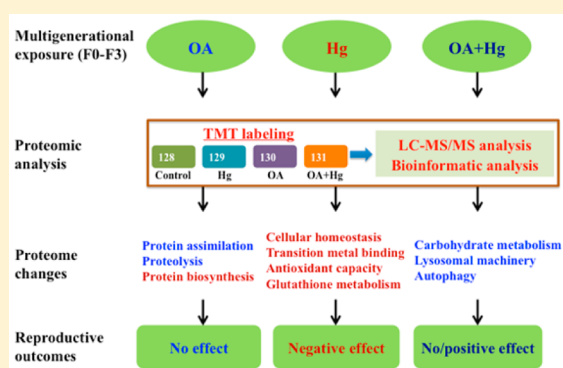 Multigenerational
exposure (F0-F3)
OA
Hg
OA+Hg
Proteomic
analysis
TMT labeling
128
129
130
131
Control
Hg
OA
OA+Hg
LC-MS/MS analysis
Bioinformatic analysis
Proteome
changes
Protein assimilation
Proteolysis
Protein biosynthesis
Cellular homeostasis
Transition metal binding
Antioxidant capacity
Glutathione metabolism
Carbohydrate metabolism
Lysosomal machinery
Autophagy
Reproductive
outcomes
No effect
Negative effect
No/positive effect